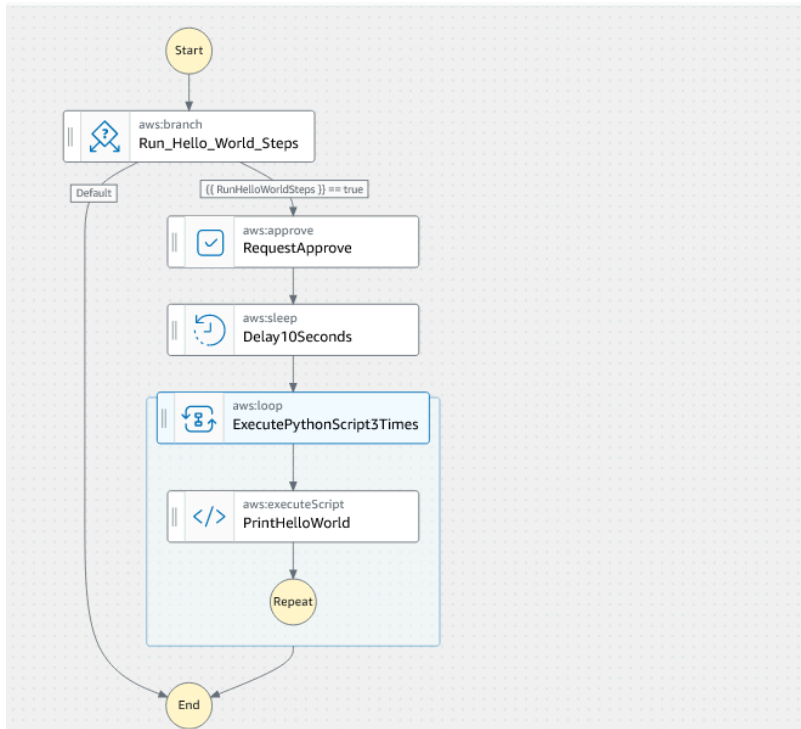 Start
aws:branch
Run_Hello_World_Steps
Default
{{ RunHelloWorldSteps }} == true
aws:approve
RequestApprove
aws:sleep
Delay10Seconds
aws:loop
ExecutePythonScript3Times
aws:executeScript
PrintHelloWorld
Repeat
End